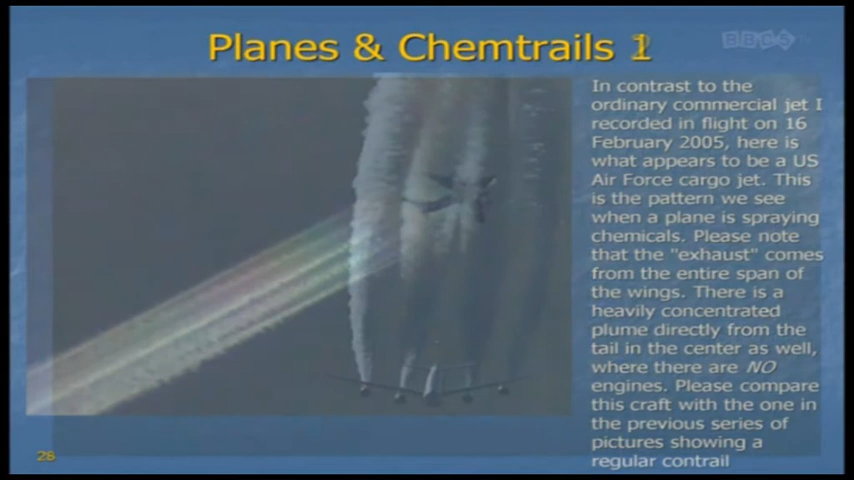 Planes & Chemtrails
BBC5 TV
In contrast to the
ordinary commercial jet I
recorded in flight on 16
February 2005, here is
what appears to be a US
Air Force cargo jet. This
is the pattern we see
when a plane is spraying
chemicals. Please note
that the "exhaust" comes
from the entire span of
the wings. There is a
heavily concentrated
plume directly from the
tail in the center as well,
where there are NO
engines. Please compare
this craft with the one in
the previous series of
pictures showing a
regular contrail
28